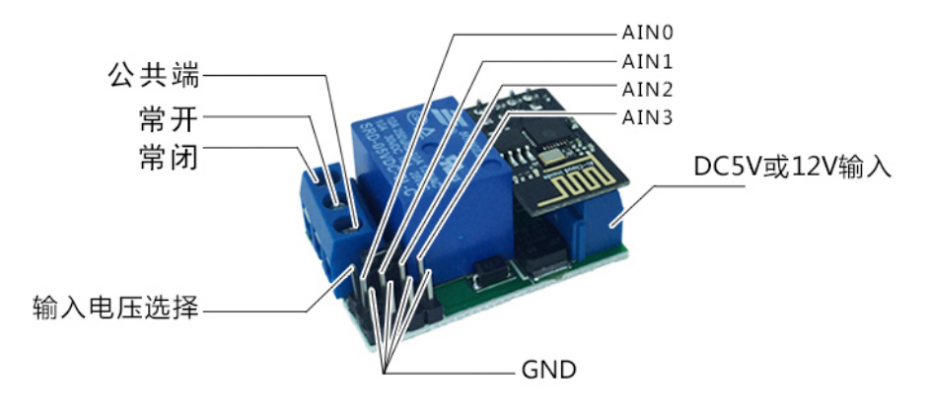 AIN0
AIN1
AIN2
AIN3
公共端
常开
常闭
DC5V或12V输入
输入电压选择
GND